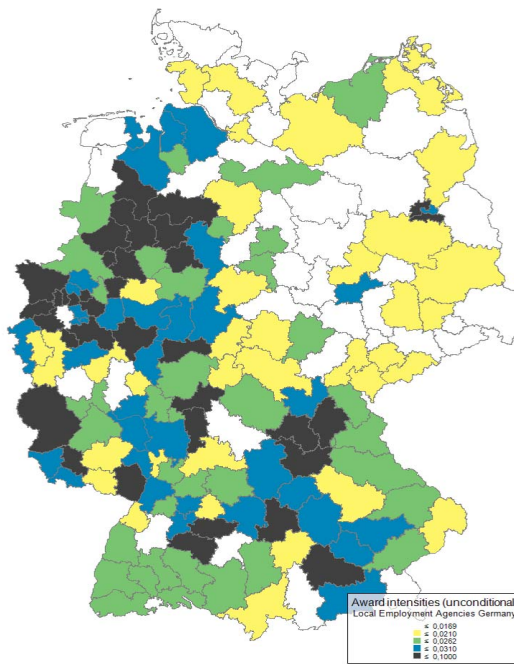 Award intensities (unconditional
Local Employment Agencies Germany
≤ 0,0169
≤ 0,0210
≤ 0,0262
≤ 0,0310
≤ 0,1000